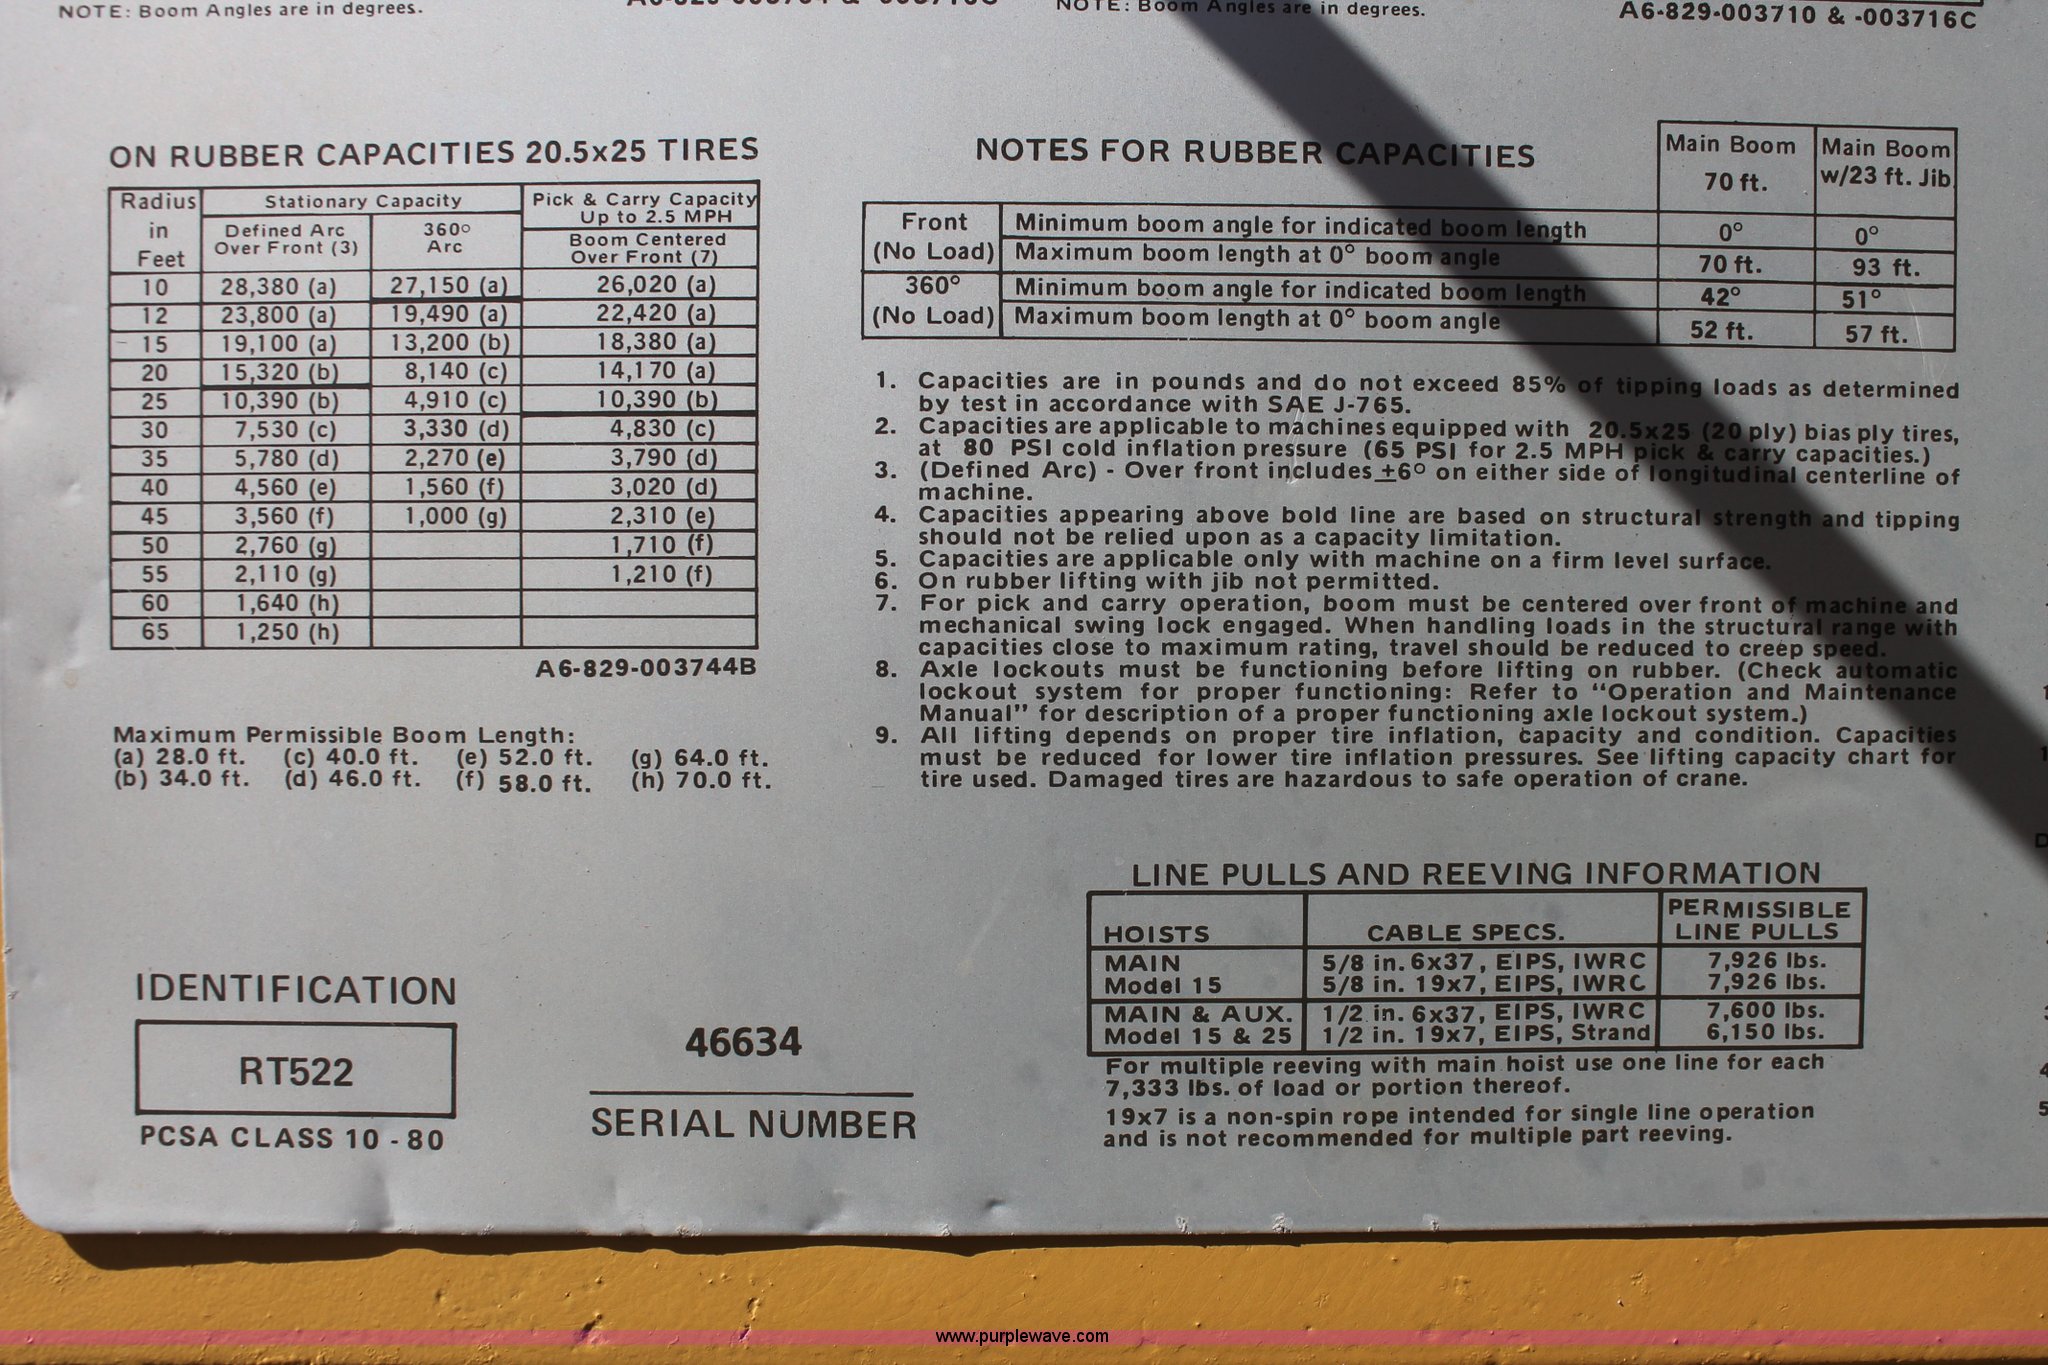 NOTE: Boom Angles are in degrees.
NOTE: Boom Angles are in degrees.
A6-829-003710 & -003716C
ON RUBBER CAPACITIES 20.5x25 TIRES
Radius in Feet
Stationary Capacity
Pick & Carry Capacity Up to 2.5 MPH
Defined Arc Over Front (3)
360° Arc
Boom Centered Over Front (7)
10 28,380 (a) 27,150 (a) 26,020 (a)
12 23,800 (a) 19,490 (a) 22,420 (a)
15 19,100 (a) 13,200 (b) 18,380 (a)
20 15,320 (b) 8,140 (c) 14,170 (a)
25 10,390 (b) 4,910 (c) 10,390 (b)
30 7,530 (c) 3,330 (d) 4,830 (c)
35 5,780 (d) 2,270 (e) 3,790 (d)
40 4,560 (e) 1,560 (f) 3,020 (d)
45 3,560 (f) 1,000 (g) 2,310 (e)
50 2,760 (g) 1,710 (f)
55 2,110 (g) 1,210 (f)
60 1,640 (h)
65 1,250 (h)
A6-829-003744B
Maximum Permissible Boom Length:
(a) 28.0 ft. (c) 40.0 ft. (e) 52.0 ft. (g) 64.0 ft.
(b) 34.0 ft. (d) 46.0 ft. (f) 58.0 ft. (h) 70.0 ft.
NOTES FOR RUBBER CAPACITIES
Main Boom 70 ft.
Main Boom w/23 ft. Jib
Front (No Load)
Minimum boom angle for indicated boom length 0° 0°
Maximum boom length at 0° boom angle 70 ft. 93 ft.
360° (No Load)
Minimum boom angle for indicated boom length 42° 51°
Maximum boom length at 0° boom angle 52 ft. 57 ft.
1. Capacities are in pounds and do not exceed 85% of tipping loads as determined
by test in accordance with SAE J-765.
2. Capacities are applicable to machines equipped with 20.5x25 (20 ply) bias ply tires,
at 80 PSI cold inflation pressure (65 PSI for 2.5 MPH pick & carry capacities.)
3. (Defined Arc) - Over front includes ±6° on either side of longitudinal centerline of
machine.
4. Capacities appearing above bold line are based on structural strength and tipping
should not be relied upon as a capacity limitation.
5. Capacities are applicable only with machine on a firm level surface.
6. On rubber lifting with jib not permitted.
7. For pick and carry operation, boom must be centered over front of machine and
mechanical swing lock engaged. When handling loads in the structural range with
capacities close to maximum rating, travel should be reduced to creep speed.
8. Axle lockouts must be functioning before lifting on rubber. (Check automatic
lockout system for proper functioning: Refer to "Operation and Maintenance
Manual" for description of a proper functioning axle lockout system.)
9. All lifting depends on proper tire inflation, capacity and condition. Capacities
must be reduced for lower tire inflation pressures. See lifting capacity chart for
tire used. Damaged tires are hazardous to safe operation of crane.
LINE PULLS AND REEVING INFORMATION
HOISTS CABLE SPECS. PERMISSIBLE LINE PULLS
MAIN 5/8 in. 6x37, EIPS, IWRC 7,926 lbs.
Model 15 5/8 in. 19x7, EIPS, IWRC 7,926 lbs.
MAIN & AUX. 1/2 in. 6x37, EIPS, IWRC 7,600 lbs.
Model 15 & 25 1/2 in. 19x7, EIPS, Strand 6,150 lbs.
For multiple reeving with main hoist use one line for each
7,333 lbs. of load or portion thereof.
19x7 is a non-spin rope intended for single line operation
and is not recommended for multiple part reeving.
IDENTIFICATION
RT522
PCSA CLASS 10 - 80
46634
SERIAL NUMBER
www.purplewave.com